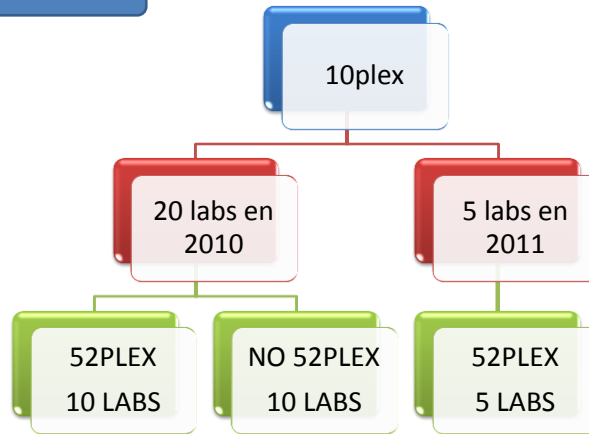 10plex
20 labs en
2010
5 labs en
2011
52PLEX
10 LABS
NO 52PLEX
10 LABS
52PLEX
5 LABS